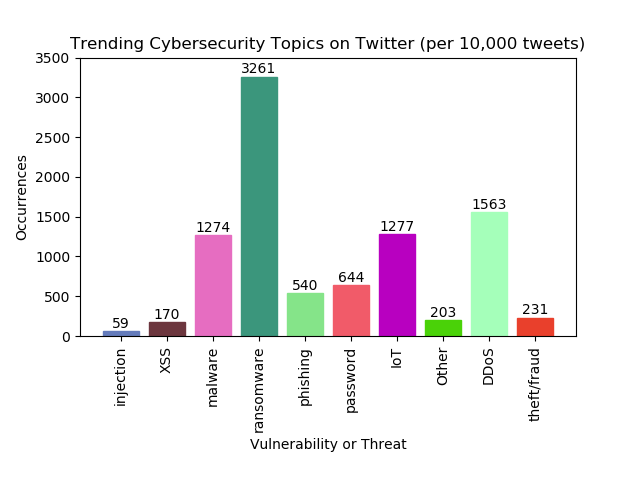 Trending Cybersecurity Topics on Twitter (per 10,000 tweets)
3500
3000
2500
2000
1500
1000
500
0
Occurrences
59
170
1274
3261
540
644
1277
203
1563
231
injection
XSS
malware
ransomware
phishing
password
IoT
Other
DDoS
theft/fraud
Vulnerability or Threat